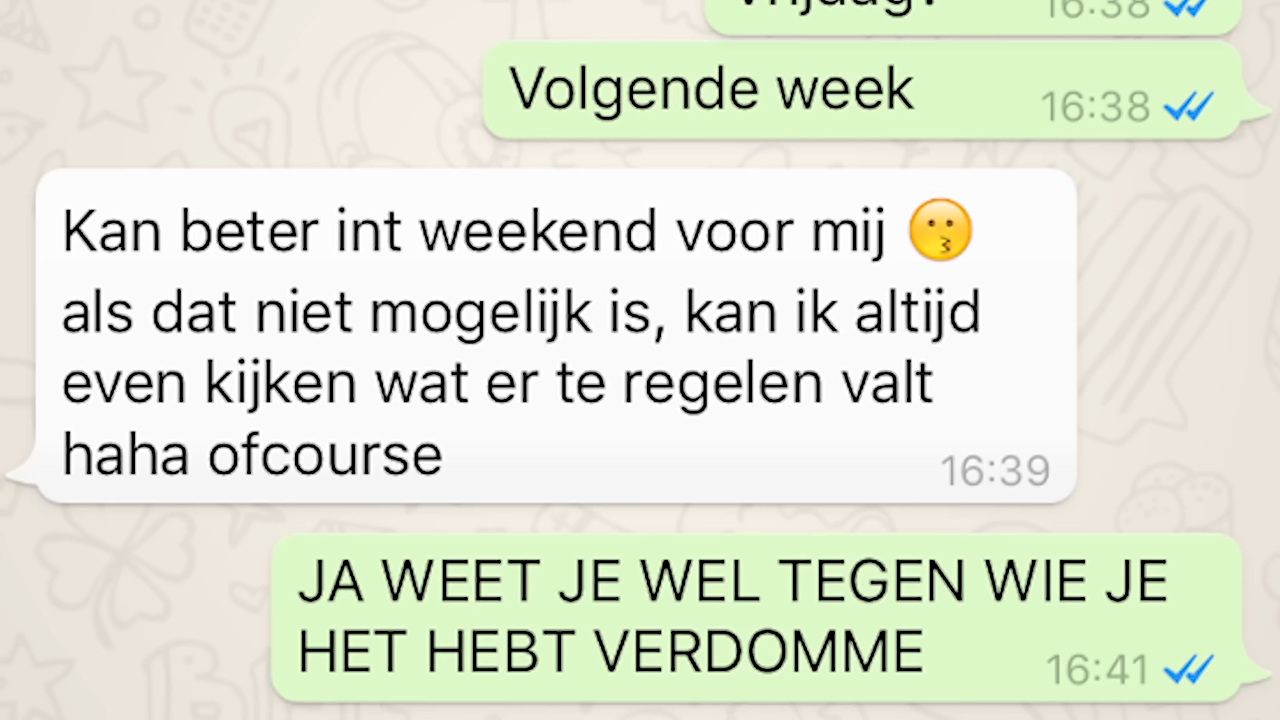 16:38
Volgende week
16:38
Kan beter int weekend voor mij 😗
als dat niet mogelijk is, kan ik altijd
even kijken wat er te regelen valt
haha ofcourse
16:39
JA WEET JE WEL TEGEN WIE JE
HET HEBT VERDOMME
16:41